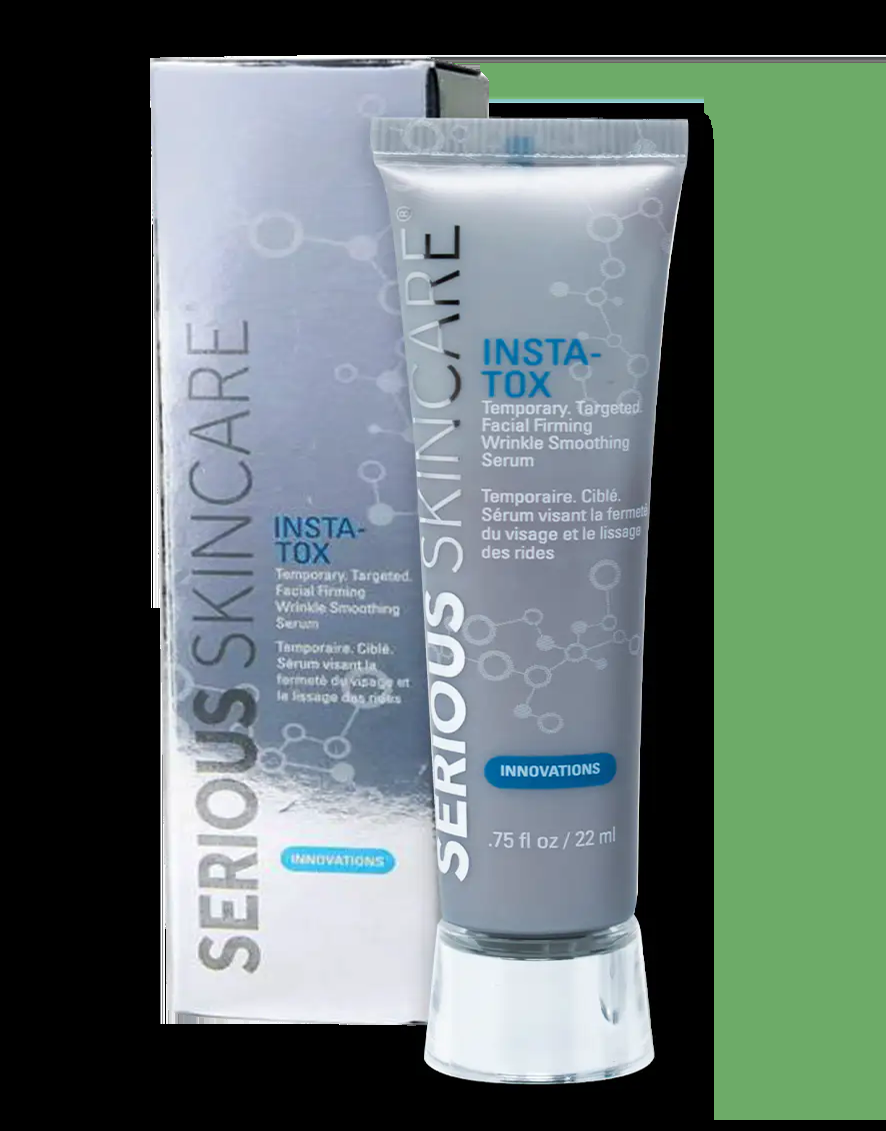 SERIOUS SKINCARE
INSTA-
TOX
Temporary. Targeted.
Facial Firming
Wrinkle Smoothing
Serum
Temporaire. Ciblé.
Sérum visant la
fermeté du visage et
le lissage des rides
INNOVATIONS
SERIOUS SKINCARE®
INSTA-
TOX
Temporary. Targeted.
Facial Firming
Wrinkle Smoothing
Serum
Temporaire. Ciblé.
Sérum visant la fermeté
du visage et le lissage
des rides
INNOVATIONS
.75 fl oz / 22 ml